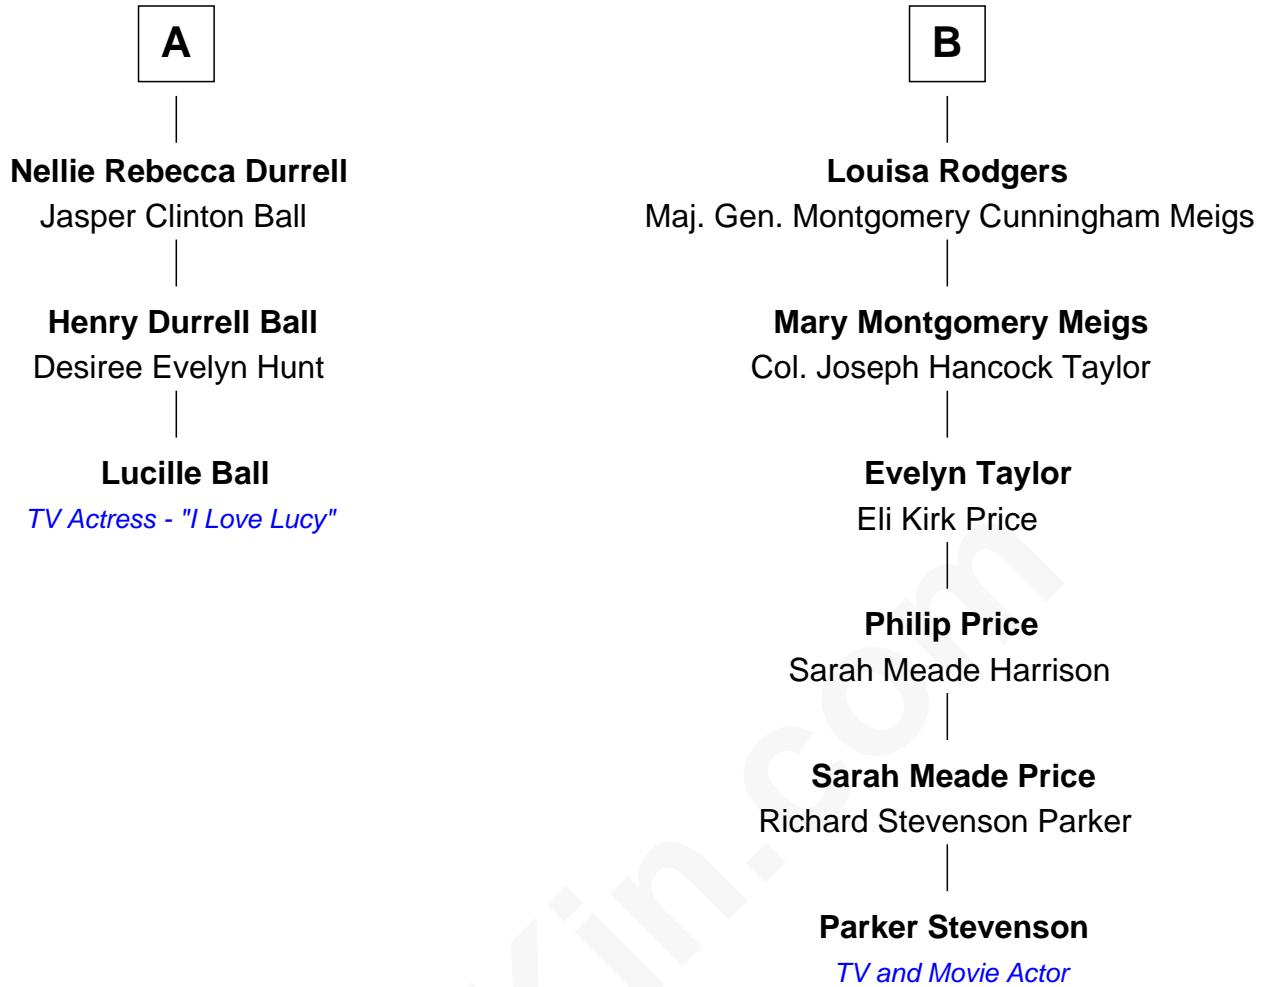 A
Nellie Rebecca Durrell
Jasper Clinton Ball
Henry Durrell Ball
Desiree Evelyn Hunt
Lucille Ball
TV Actress - "I Love Lucy"
B
Louisa Rodgers
Maj. Gen. Montgomery Cunningham Meigs
Mary Montgomery Meigs
Col. Joseph Hancock Taylor
Evelyn Taylor
Eli Kirk Price
Philip Price
Sarah Meade Harrison
Sarah Meade Price
Richard Stevenson Parker
Parker Stevenson
TV and Movie Actor
Kin.com